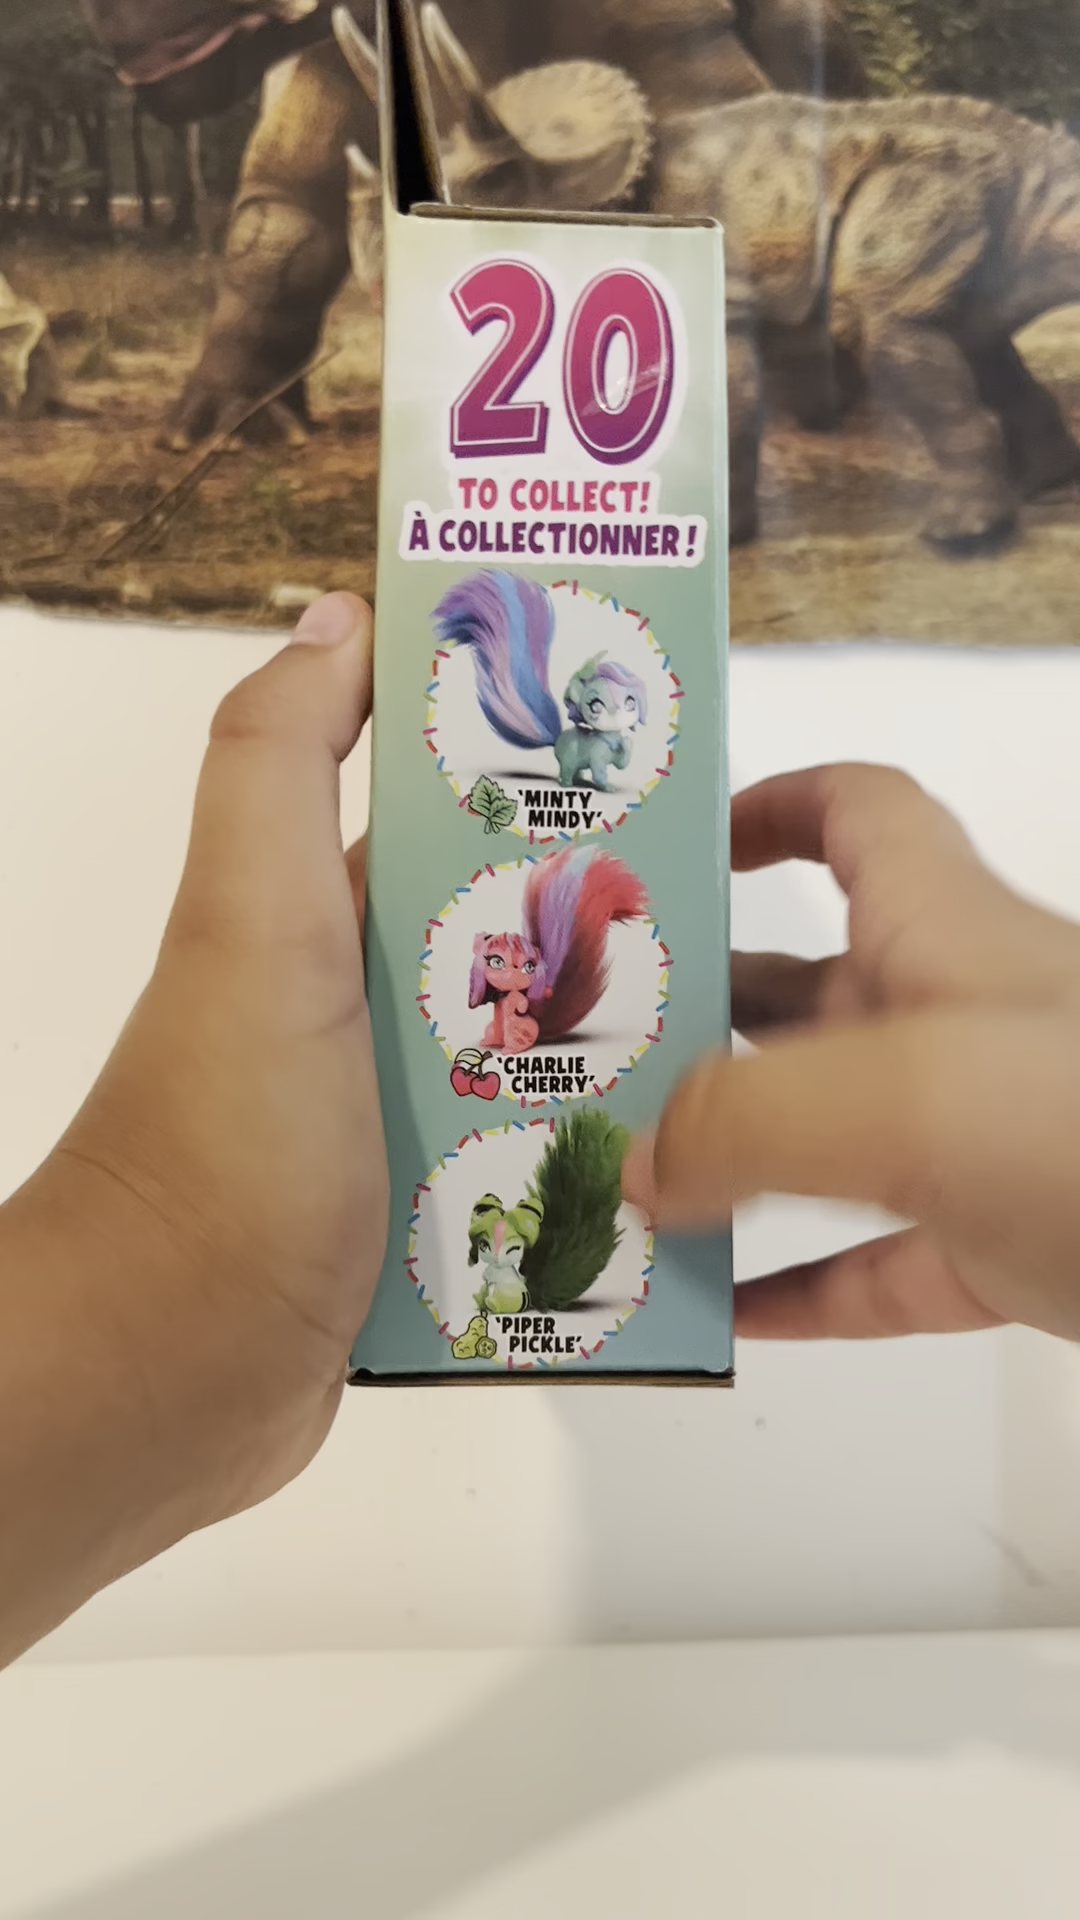 20
TO COLLECT!
À COLLECTIONNER !
'MINTY
MINDY'
'CHARLIE
CHERRY'
'PIPER
PICKLE'